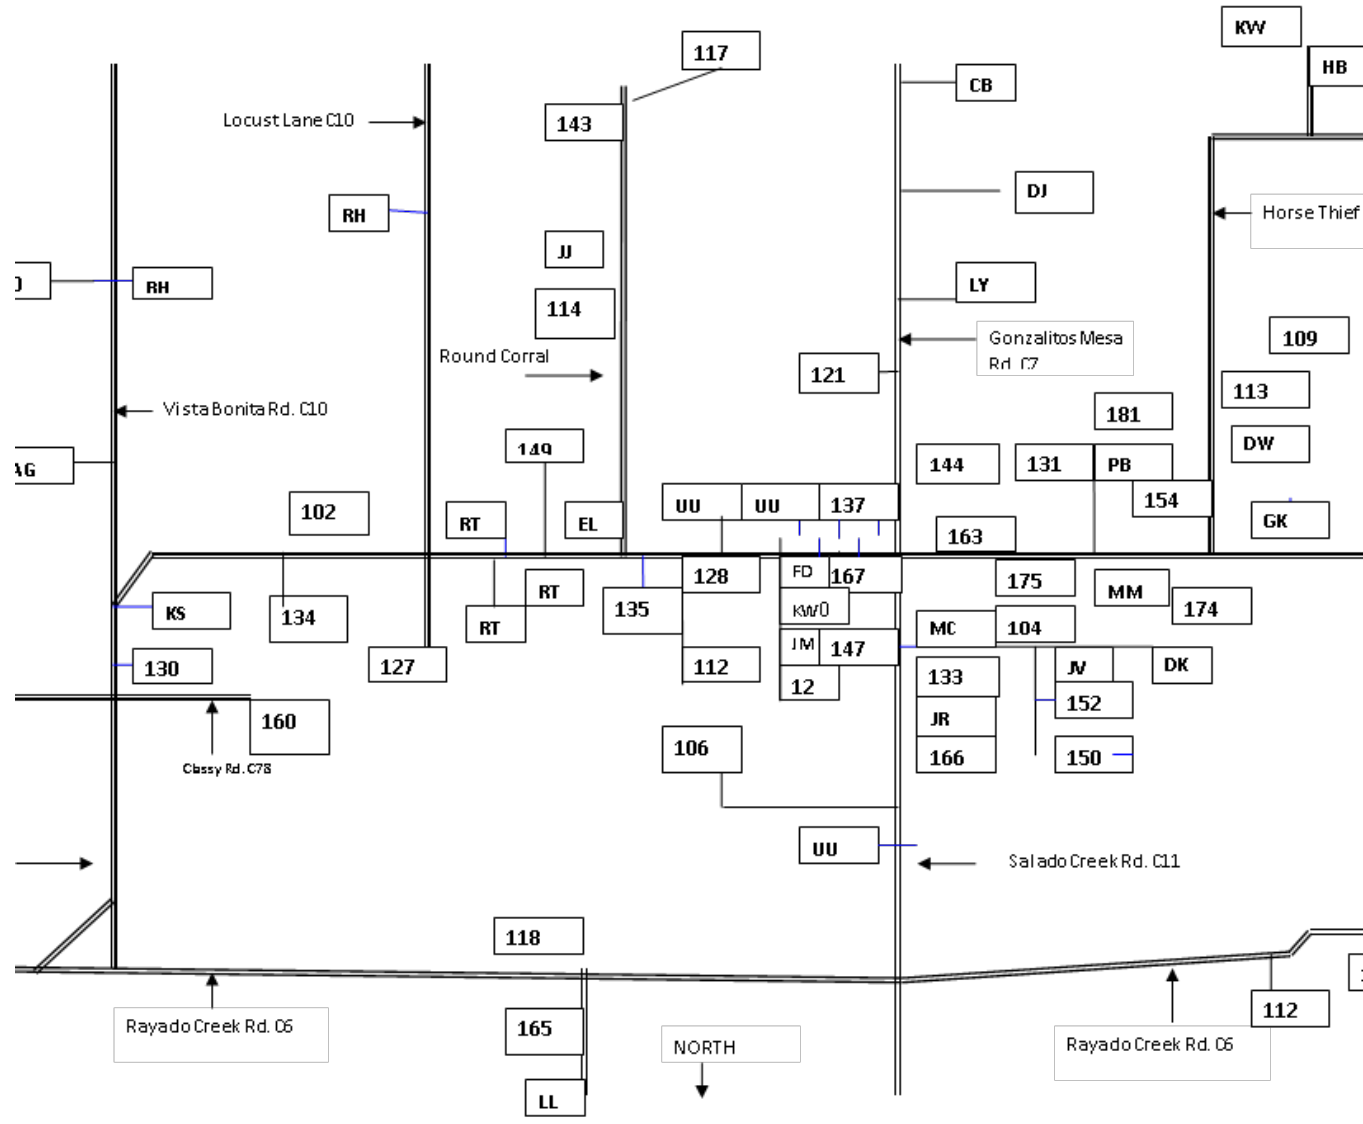 KW
HB
117
CB
Locust Lane C10
143
DJ
RH
Horse Thief
JJ
RH
LY
114
Gonzalitos Mesa
Rd. C7
109
Round Corral
121
113
Vista Bonita Rd. C10
181
DW
149
144
131
PB
AG
UU
UU
137
154
102
RT
EL
GK
163
FD
167
128
175
RT
MM
KW0
135
174
KS
134
RT
MC
104
JM
147
130
127
112
JV
DK
12
133
152
160
JR
106
150
166
Classy Rd. C78
UU
Salado Creek Rd. C11
118
112
Rayado Creek Rd. C6
165
NORTH
Rayado Creek Rd. C6
LL